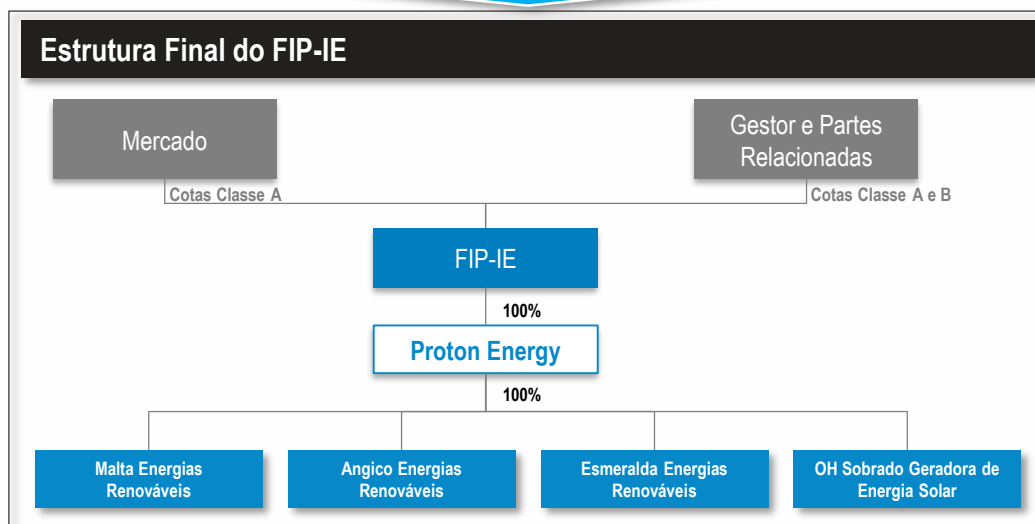 Estrutura Final do FIP-IE
Mercado
Gestor e Partes
Relacionadas
Cotas Classe A
Cotas Classe A e B
FIP-IE
100%
Proton Energy
100%
Malta Energias
Renováveis
Angico Energias
Renováveis
Esmeralda Energias
Renováveis
OH Sobrado Geradora de
Energia Solar